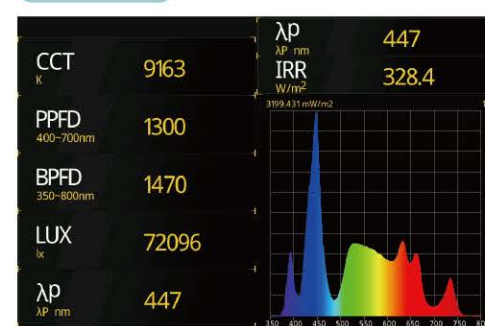 CCT
K
9163
PPFD
400~700nm
1300
BPFD
350~800nm
1470
LUX
lx
72096
λp
λP nm
447
λp
λP nm
447
IRR
W/m2
328.4
3199.431 mW/m2
350 400 450 500 550 600 650 700 750